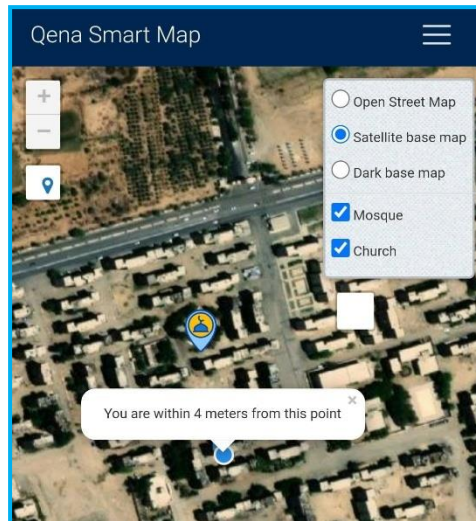 Qena Smart Map
+
−
Open Street Map
Satellite base map
Dark base map
Mosque
Church
You are within 4 meters from this point
×